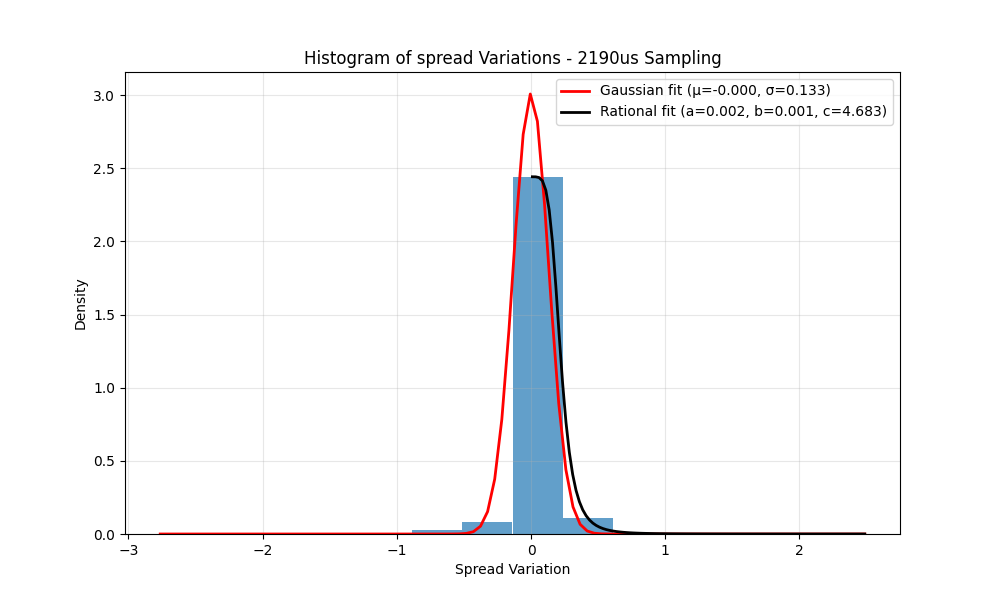 Histogram of spread Variations - 2190us Sampling
Gaussian fit (μ=-0.000, σ=0.133)
Rational fit (a=0.002, b=0.001, c=4.683)
3.0
2.5
2.0
1.5
1.0
0.5
0.0
Density
−3
−2
−1
0
1
2
Spread Variation